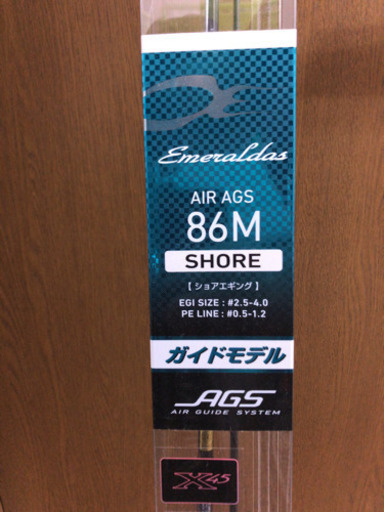 Emeraldas
AIR AGS
86M
SHORE
【 ショアエギング 】
EGI SIZE : #2.5-4.0
PE LINE : #0.5-1.2
ガイドモデル
AGS
AIR GUIDE SYSTEM
X45